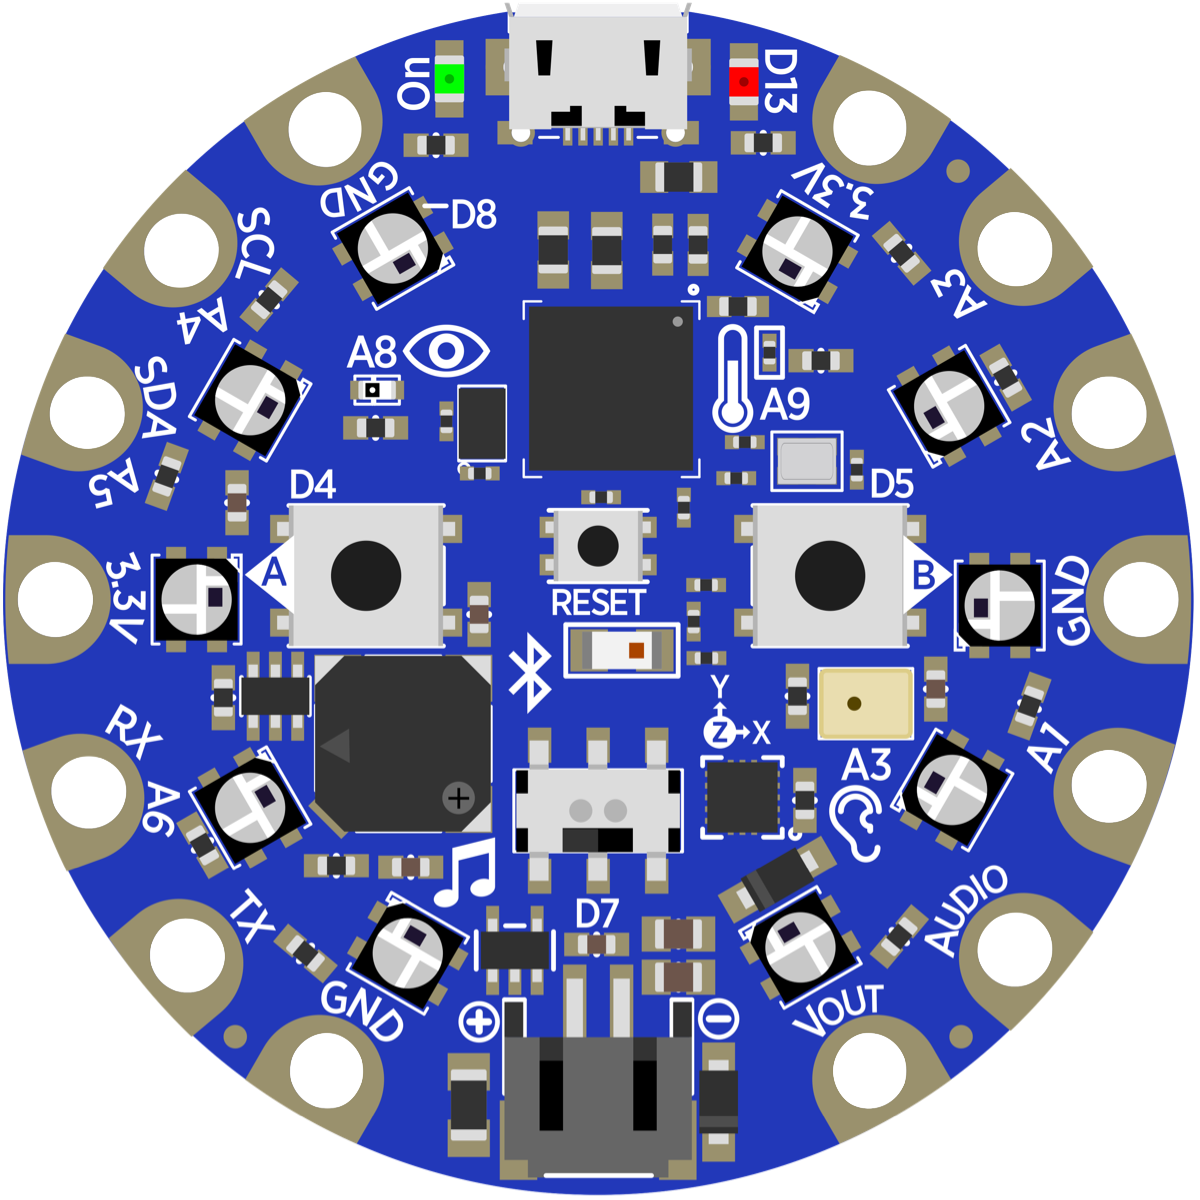 On
D13
GND
D8
3.3V
SCL
A4
A3
SDA
A5
A8
A9
A2
D4
D5
A
B
3.3V
RESET
GND
RX
A6
Y
Z
X
A3
A1
TX
GND
D7
AUDIO
VOUT
+
−
+